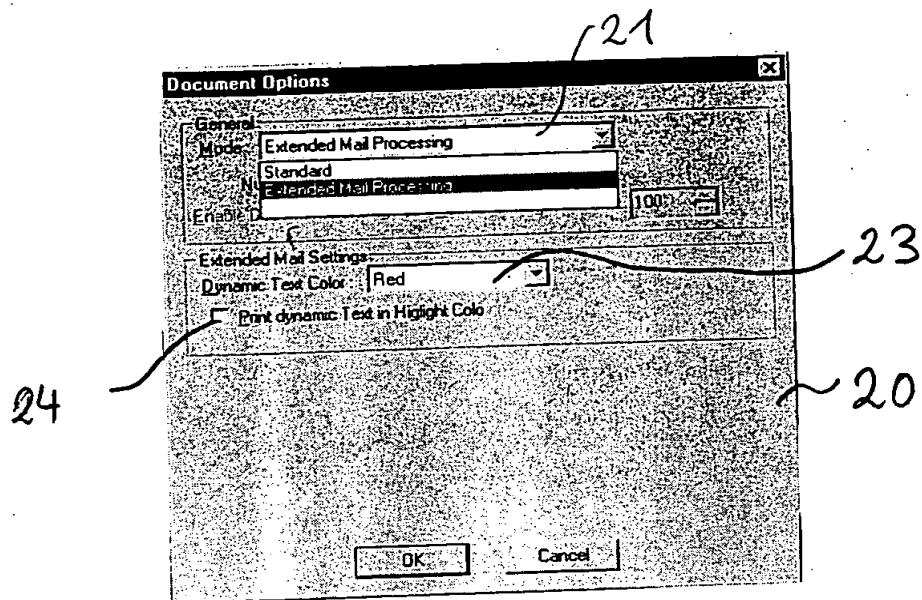 21
Document Options
General
Mode: Extended Mail Processing
Standard
Extended Mail Processing
Enable 100
Extended Mail Settings
23
Dynamic Text Color Red
Print dynamic Text in Higlight Colo
24
20
OK Cancel